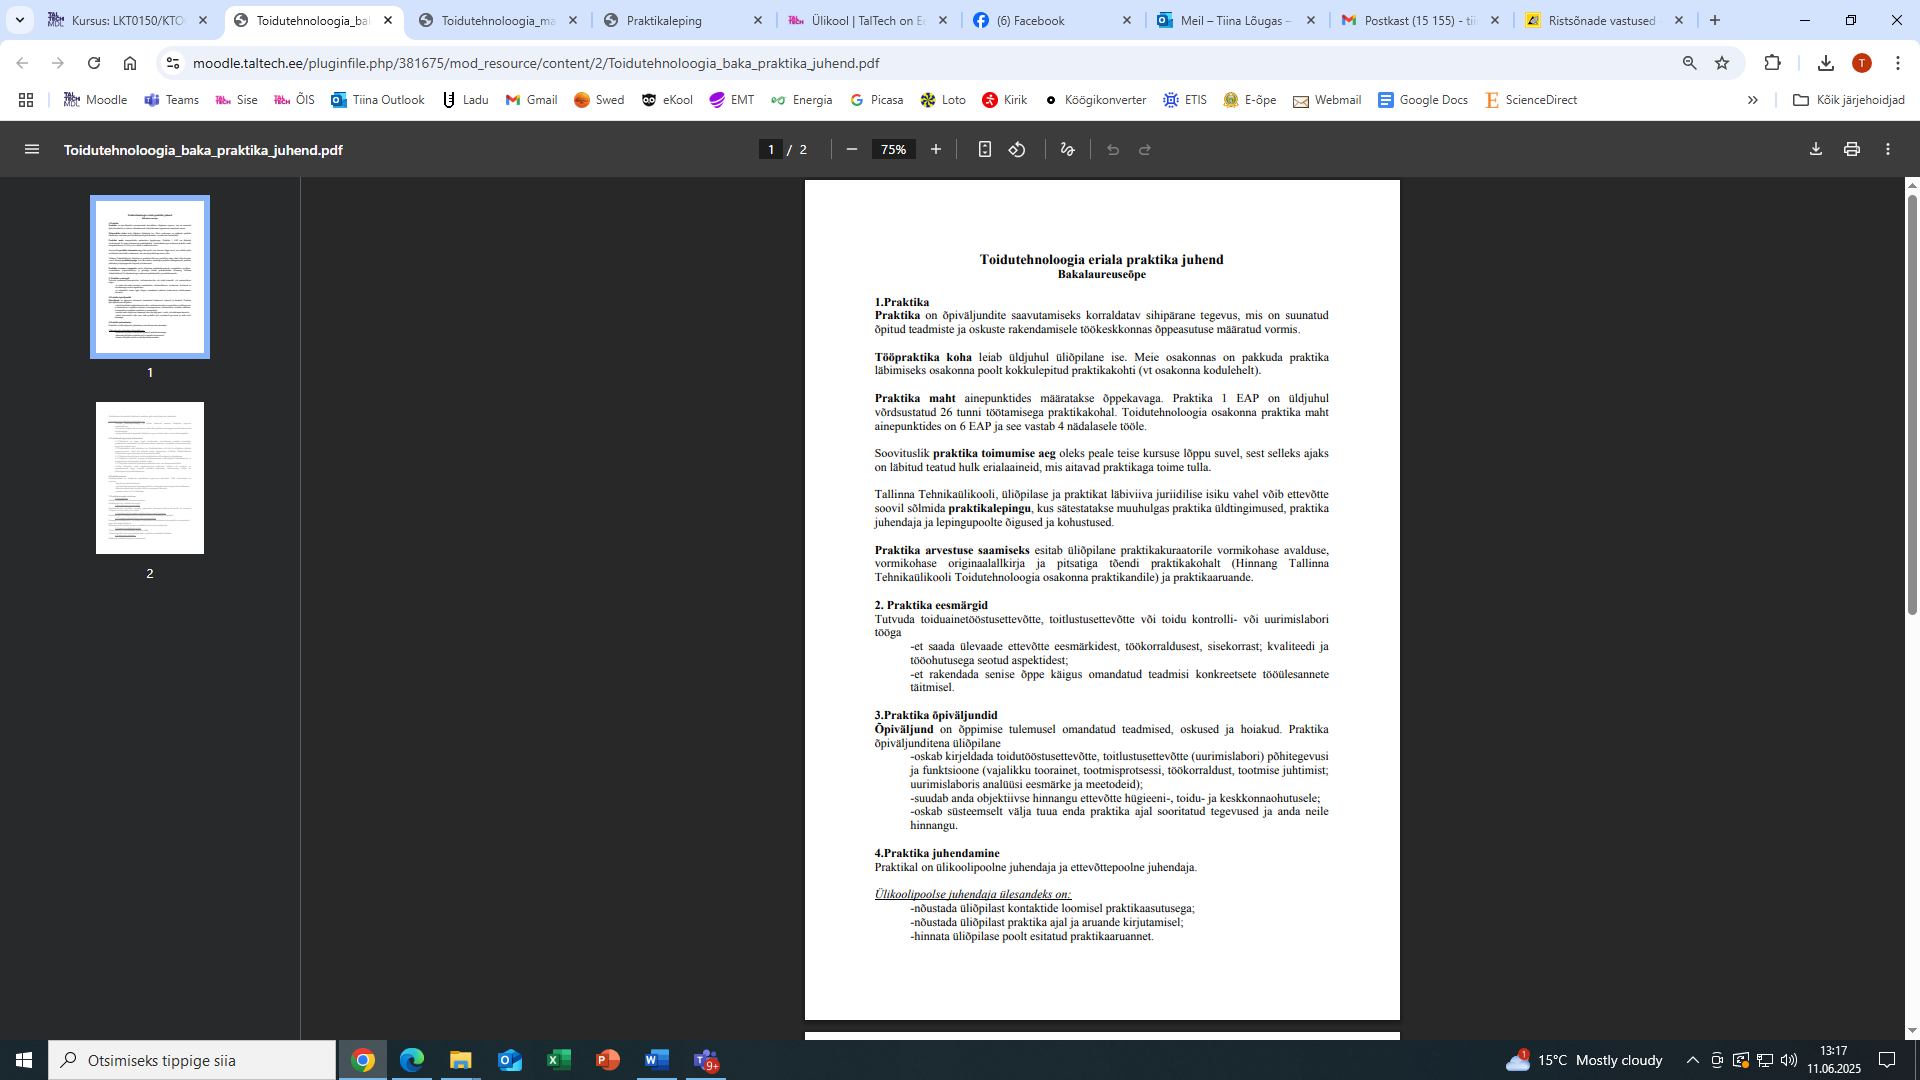 Kursus: LKT0150/KTO
Toidutehnoloogia_bak
Toidutehnoloogia_ma
Praktikaleping
Ülikool | TalTech on Ee
(6) Facebook
Meil – Tiina Lõugas –
Postkast (15 155) - tii
Ristsõnade vastused
moodle.taltech.ee/pluginfile.php/381675/mod_resource/content/2/Toidutehnoloogia_baka_praktika_juhend.pdf
T
Moodle
Teams
Sise
ÕIS
Tiina Outlook
Ladu
Gmail
Swed
eKool
EMT
Energia
Picasa
Loto
Kirik
Köögikonverter
ETIS
E-õpe
Webmail
Google Docs
ScienceDirect
Kõik järjehoidjad
Toidutehnoloogia_baka_praktika_juhend.pdf
1 / 2
75%
1
2
Toidutehnoloogia eriala praktika juhend
Bakalaureuseõpe
1.Praktika
Praktika on õpiväljundite saavutamiseks korraldatav sihipärane tegevus, mis on suunatud
õpitud teadmiste ja oskuste rakendamisele töökeskkonnas õppeasutuse määratud vormis.
Tööpraktika koha leiab üldjuhul üliõpilane ise. Meie osakonnas on pakkuda praktika
läbimiseks osakonna poolt kokkulepitud praktikakohti (vt osakonna kodulehelt).
Praktika maht ainepunktides määratakse õppekavaga. Praktika 1 EAP on üldjuhul
võrdsustatud 26 tunni töötamisega praktikakohal. Toidutehnoloogia osakonna praktika maht
ainepunktides on 6 EAP ja see vastab 4 nädalasele tööle.
Soovituslik praktika toimumise aeg oleks peale teise kursuse lõppu suvel, sest selleks ajaks
on läbitud teatud hulk erialaaineid, mis aitavad praktikaga toime tulla.
Tallinna Tehnikaülikooli, üliõpilase ja praktikat läbiviiva juriidilise isiku vahel võib ettevõtte
soovil sõlmida praktikalepingu, kus sätestatakse muuhulgas praktika üldtingimused, praktika
juhendaja ja lepingupoolte õigused ja kohustused.
Praktika arvestuse saamiseks esitab üliõpilane praktikakuraatorile vormikohase avalduse,
vormikohase originaalallkirja ja pitsatiga tõendi praktikakohalt (Hinnang Tallinna
Tehnikaülikooli Toidutehnoloogia osakonna praktikandile) ja praktikaaruande.
2. Praktika eesmärgid
Tutvuda toiduainetööstusettevõtte, toitlustusettevõtte või toidu kontrolli- või uurimislabori
tööga
-et saada ülevaade ettevõtte eesmärkidest, töökorraldusest, sisekorrast; kvaliteedi ja
tööohutusega seotud aspektidest;
-et rakendada senise õppe käigus omandatud teadmisi konkreetsete tööülesannete
täitmisel.
3.Praktika õpiväljundid
Õpiväljund on õppimise tulemusel omandatud teadmised, oskused ja hoiakud. Praktika
õpiväljunditena üliõpilane
-oskab kirjeldada toidutööstusettevõtte, toitlustusettevõtte (uurimislabori) põhitegevusi
ja funktsioone (vajalikku toorainet, tootmisprotsessi, töökorraldust, tootmise juhtimist;
uurimislaboris analüüsi eesmärke ja meetodeid);
-suudab anda objektiivse hinnangu ettevõtte hügieeni-, toidu- ja keskkonnaohutusele;
-oskab süsteemselt välja tuua enda praktika ajal sooritatud tegevused ja anda neile
hinnangu.
4.Praktika juhendamine
Praktikal on ülikoolipoolne juhendaja ja ettevõttepoolne juhendaja.
Ülikoolipoolse juhendaja ülesandeks on:
-nõustada üliõpilast kontaktide loomisel praktikaasutusega;
-nõustada üliõpilast praktika ajal ja aruande kirjutamisel;
-hinnata üliõpilase poolt esitatud praktikaaruannet.
Otsimiseks tippige siia
9+
1
15°C Mostly cloudy
13:17
11.06.2025